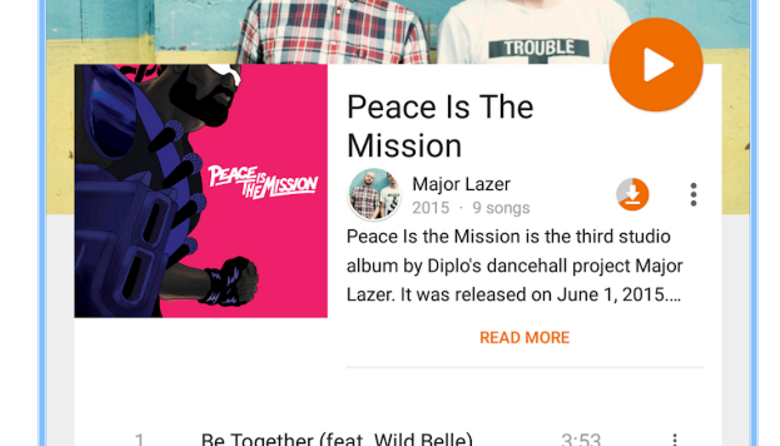 TROUBLE
Peace Is The
Mission
PEACE IS
THE MISSION
Major Lazer
2015 · 9 songs
Peace Is the Mission is the third studio
album by Diplo's dancehall project Major
Lazer. It was released on June 1, 2015....
READ MORE
1 Be Together (feat. Wild Belle) 3:53